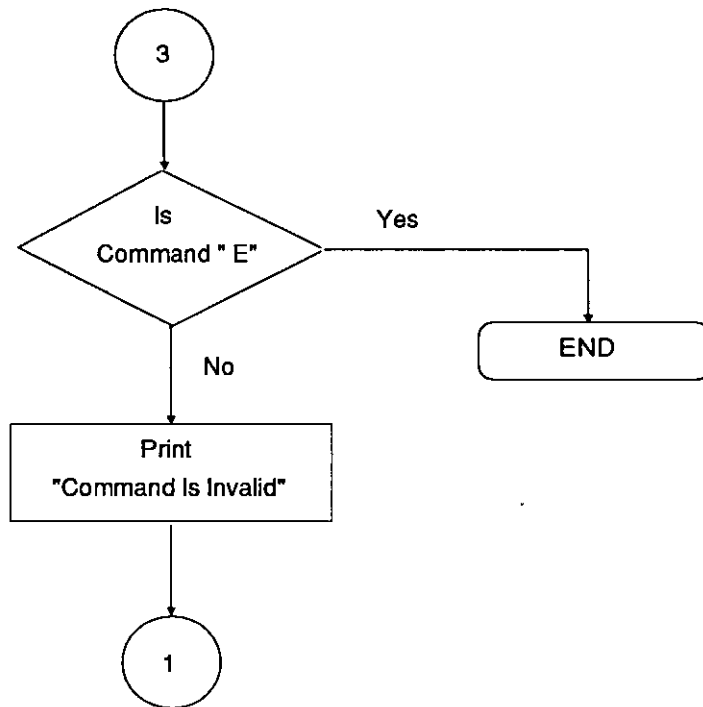 3
Is
Command " E"
Yes
END
No
Print
"Command Is Invalid"
1